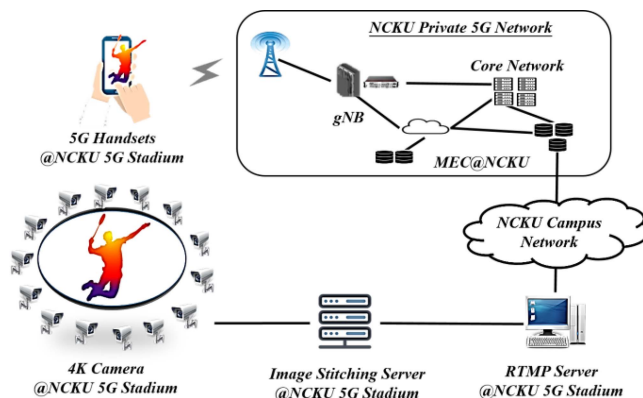 NCKU Private 5G Network
Core Network
gNB
MEC@NCKU
5G Handsets
@NCKU 5G Stadium
NCKU Campus
Network
4K Camera
@NCKU 5G Stadium
Image Stitching Server
@NCKU 5G Stadium
RTMP Server
@NCKU 5G Stadium